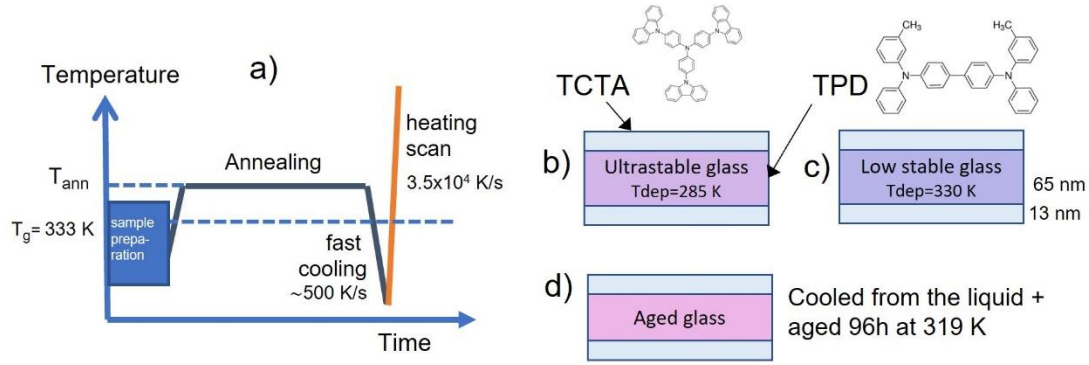 a)
Temperature
T_ann
T_g= 333 K
sample
prepa-
ration
Annealing
fast
cooling
~500 K/s
heating
scan
3.5x10⁴ K/s
Time
TCTA
TPD
N
N
N
N
CH₃
H₃C
N
N
b)
Ultrastable glass
Tdep=285 K
c)
Low stable glass
Tdep=330 K
65 nm
13 nm
d)
Aged glass
Cooled from the liquid +
aged 96h at 319 K